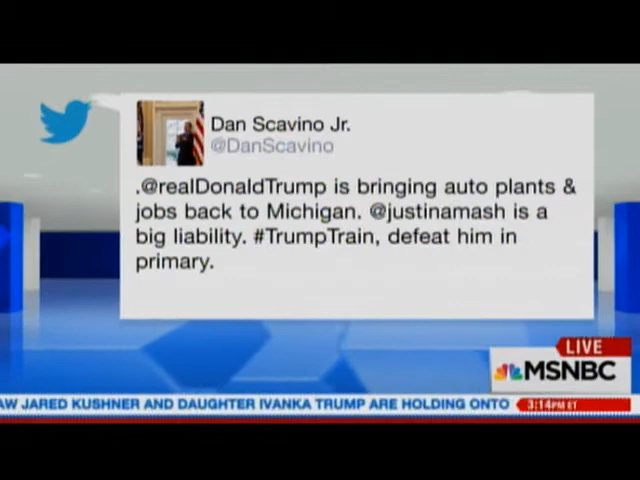 Dan Scavino Jr.
@DanScavino
.@realDonaldTrump is bringing auto plants &
jobs back to Michigan. @justinamash is a
big liability. #TrumpTrain, defeat him in
primary.
LIVE
MSNBC
AW JARED KUSHNER AND DAUGHTER IVANKA TRUMP ARE HOLDING ONTO
3:14PM ET